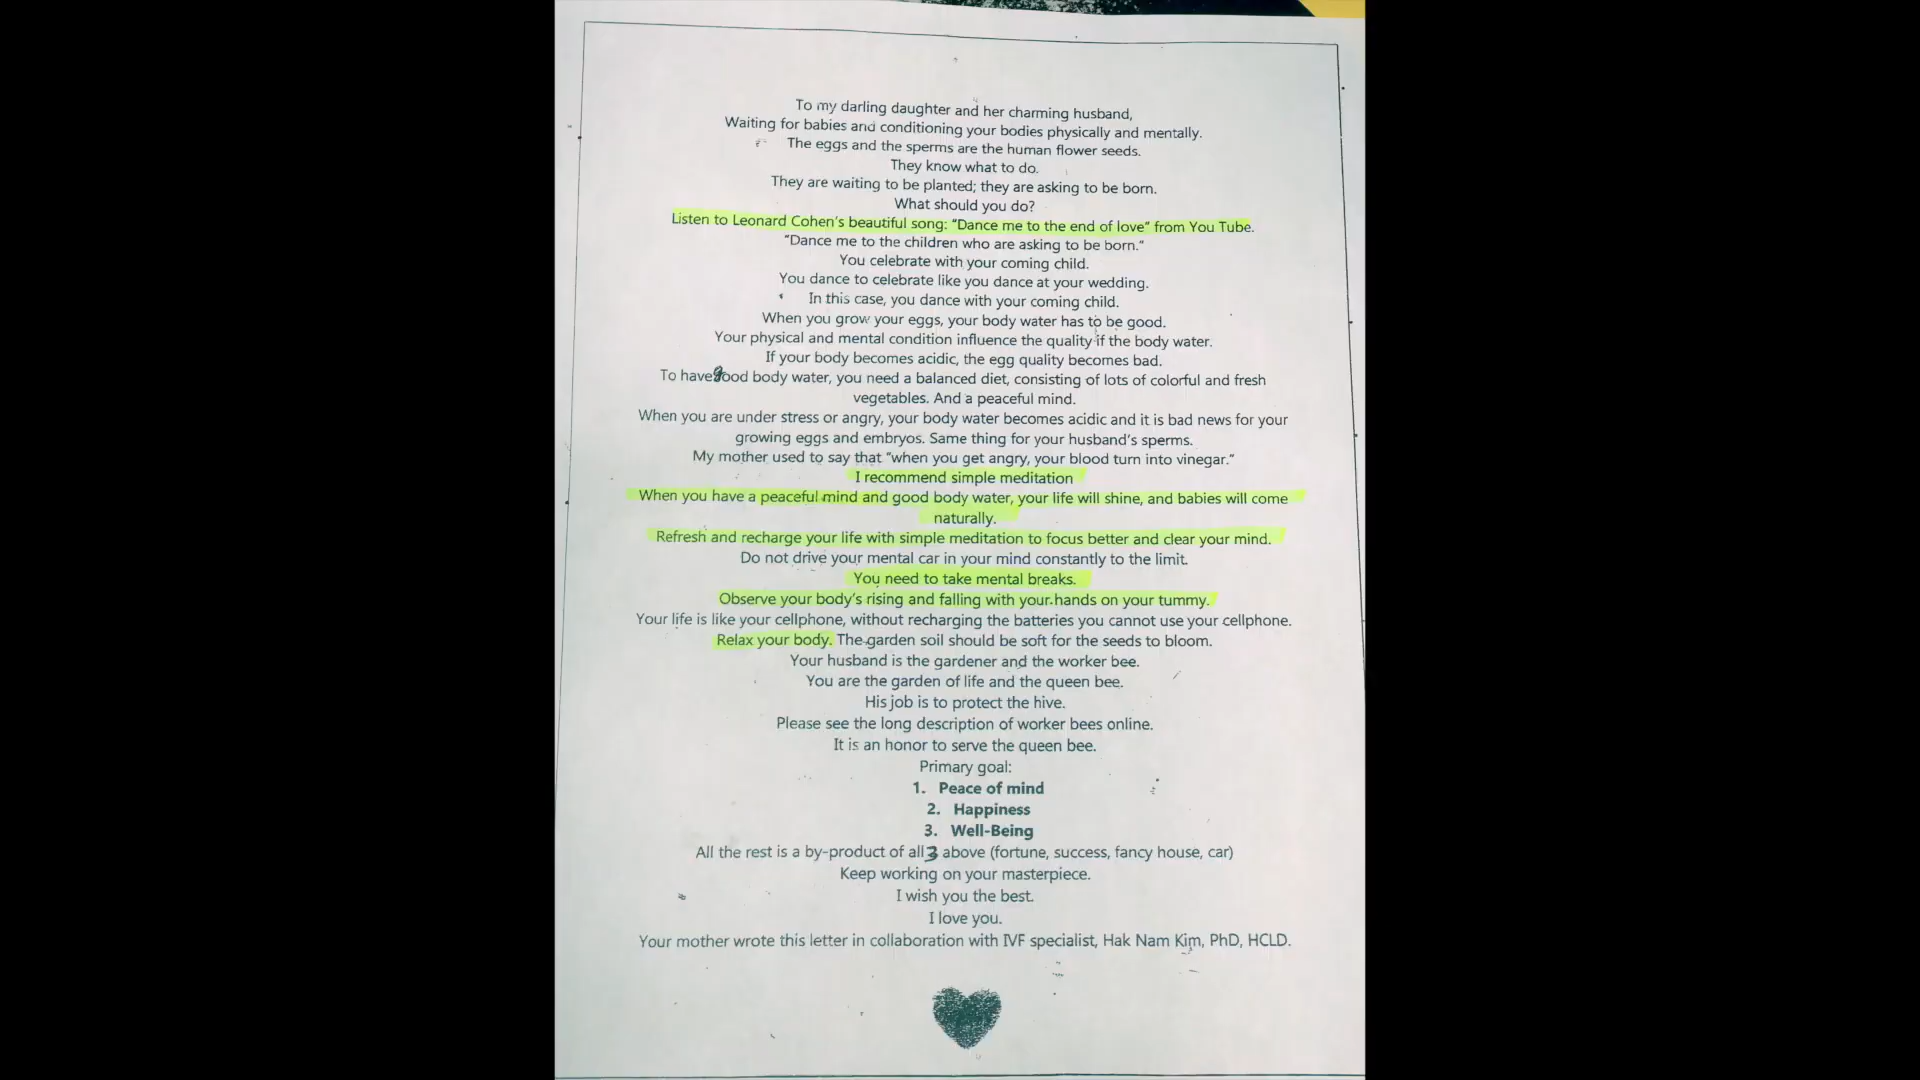 To my darling daughter and her charming husband,
Waiting for babies and conditioning your bodies physically and mentally.
The eggs and the sperms are the human flower seeds.
They know what to do.
They are waiting to be planted; they are asking to be born.
What should you do?
Listen to Leonard Cohen's beautiful song: "Dance me to the end of love" from You Tube.
"Dance me to the children who are asking to be born."
You celebrate with your coming child.
You dance to celebrate like you dance at your wedding.
In this case, you dance with your coming child.
When you grow your eggs, your body water has to be good.
Your physical and mental condition influence the quality if the body water.
If your body becomes acidic, the egg quality becomes bad.
To have good body water, you need a balanced diet, consisting of lots of colorful and fresh
vegetables. And a peaceful mind.
When you are under stress or angry, your body water becomes acidic and it is bad news for your
growing eggs and embryos. Same thing for your husband's sperms.
My mother used to say that "when you get angry, your blood turn into vinegar."
I recommend simple meditation
When you have a peaceful mind and good body water, your life will shine, and babies will come
naturally.
Refresh and recharge your life with simple meditation to focus better and clear your mind.
Do not drive your mental car in your mind constantly to the limit.
You need to take mental breaks.
Observe your body's rising and falling with your hands on your tummy.
Your life is like your cellphone, without recharging the batteries you cannot use your cellphone.
Relax your body. The garden soil should be soft for the seeds to bloom.
Your husband is the gardener and the worker bee.
You are the garden of life and the queen bee.
His job is to protect the hive.
Please see the long description of worker bees online.
It is an honor to serve the queen bee.
Primary goal:
1. Peace of mind
2. Happiness
3. Well-Being
All the rest is a by-product of all 3 above (fortune, success, fancy house, car)
Keep working on your masterpiece.
I wish you the best.
I love you.
Your mother wrote this letter in collaboration with IVF specialist, Hak Nam Kim, PhD, HCLD.